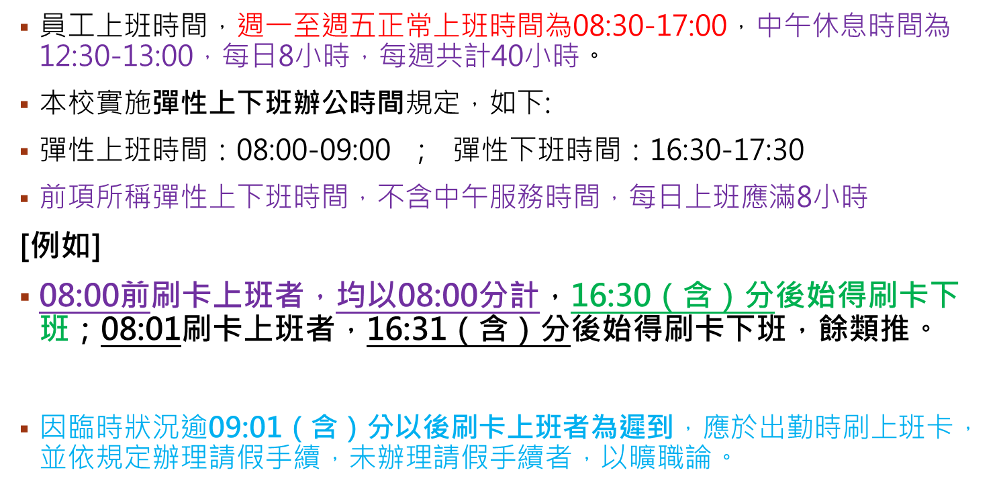 ▪ 員工上班時間，週一至週五正常上班時間為08:30-17:00，中午休息時間為
12:30-13:00，每日8小時，每週共計40小時。
▪ 本校實施彈性上下班辦公時間規定，如下:
▪ 彈性上班時間：08:00-09:00 ； 彈性下班時間：16:30-17:30
▪ 前項所稱彈性上下班時間，不含中午服務時間，每日上班應滿8小時
[例如]
▪ 08:00前刷卡上班者，均以08:00分計，16:30（含）分後始得刷卡下
班；08:01刷卡上班者，16:31（含）分後始得刷卡下班，餘類推。
▪ 因臨時狀況逾09:01（含）分以後刷卡上班者為遲到，應於出勤時刷上班卡，
並依規定辦理請假手續，未辦理請假手續者，以曠職論。